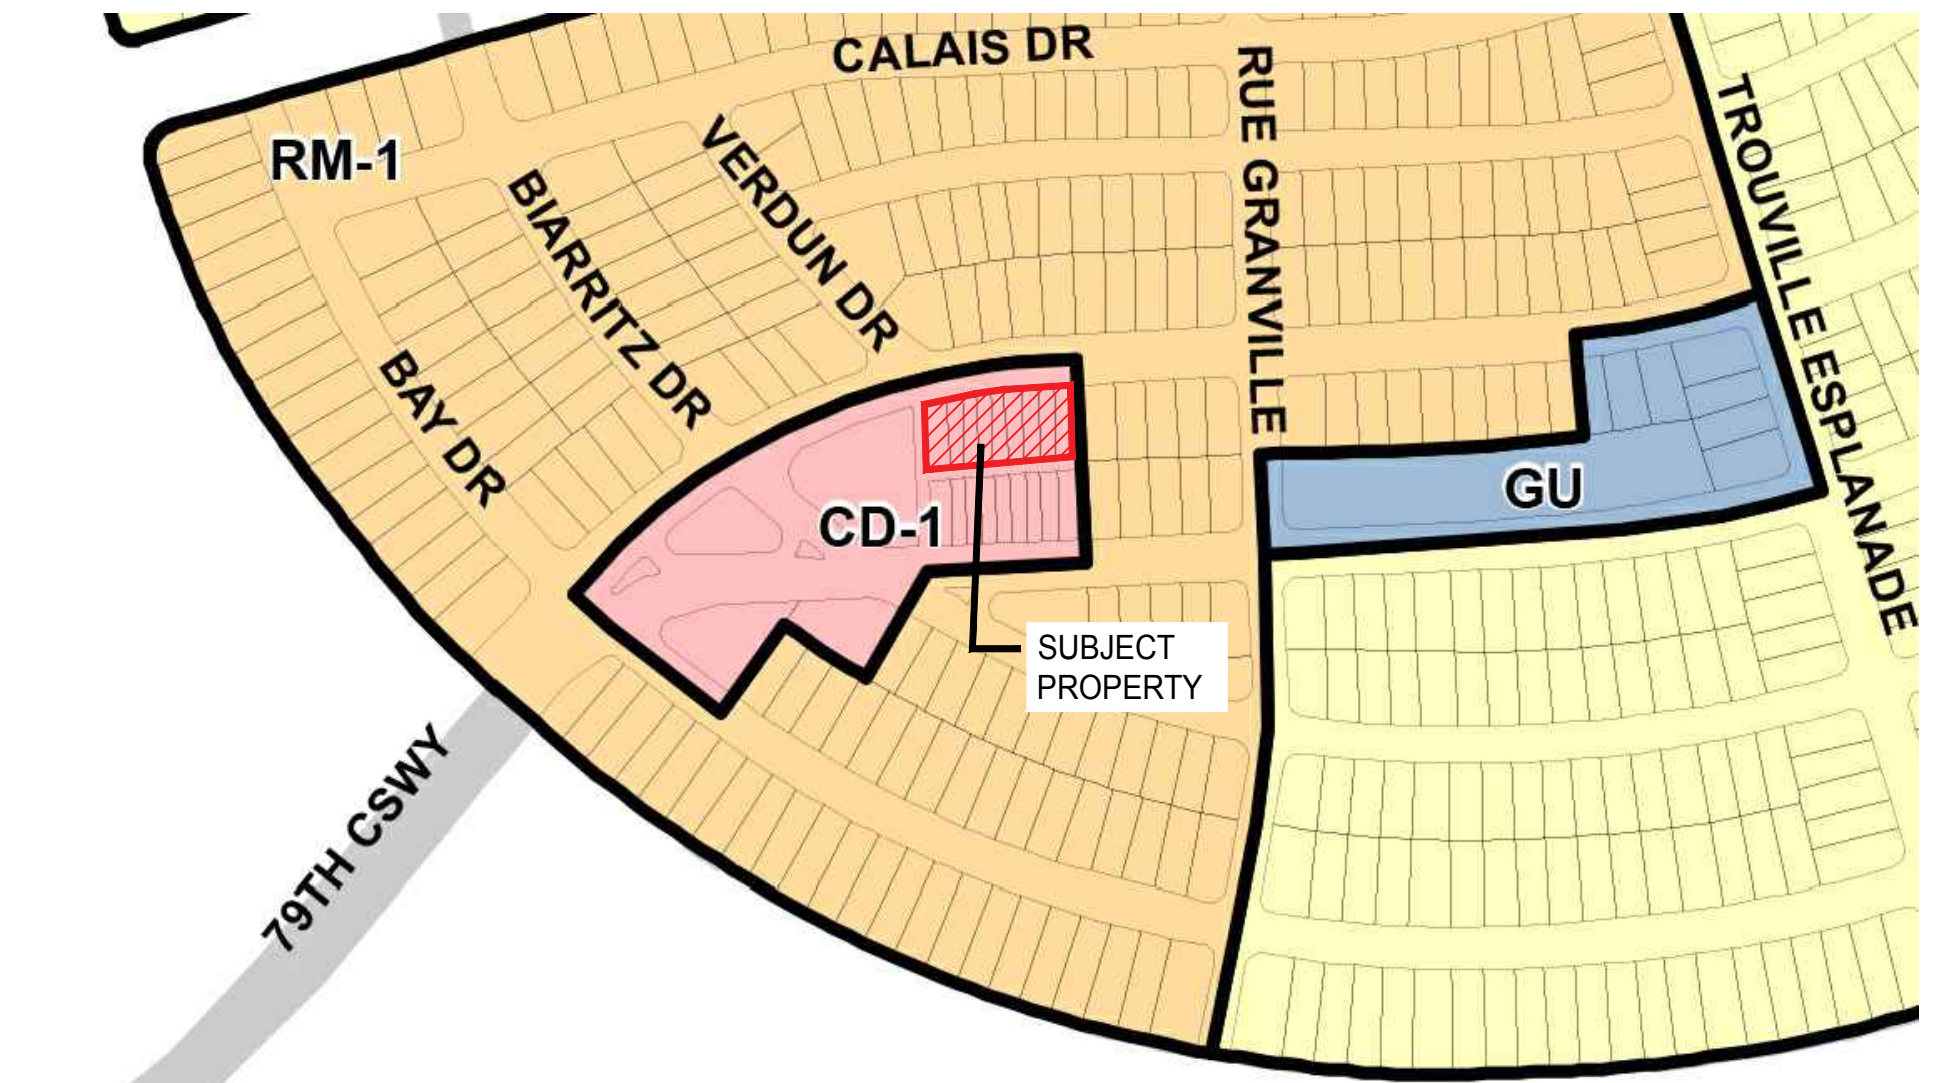 CALAIS DR
RUE GRANVILLE
TROUVILLE ESPLANADE
RM-1
VERDUN DR
BIARRITZ DR
BAY DR
CD-1
GU
SUBJECT
PROPERTY
79TH CSWY